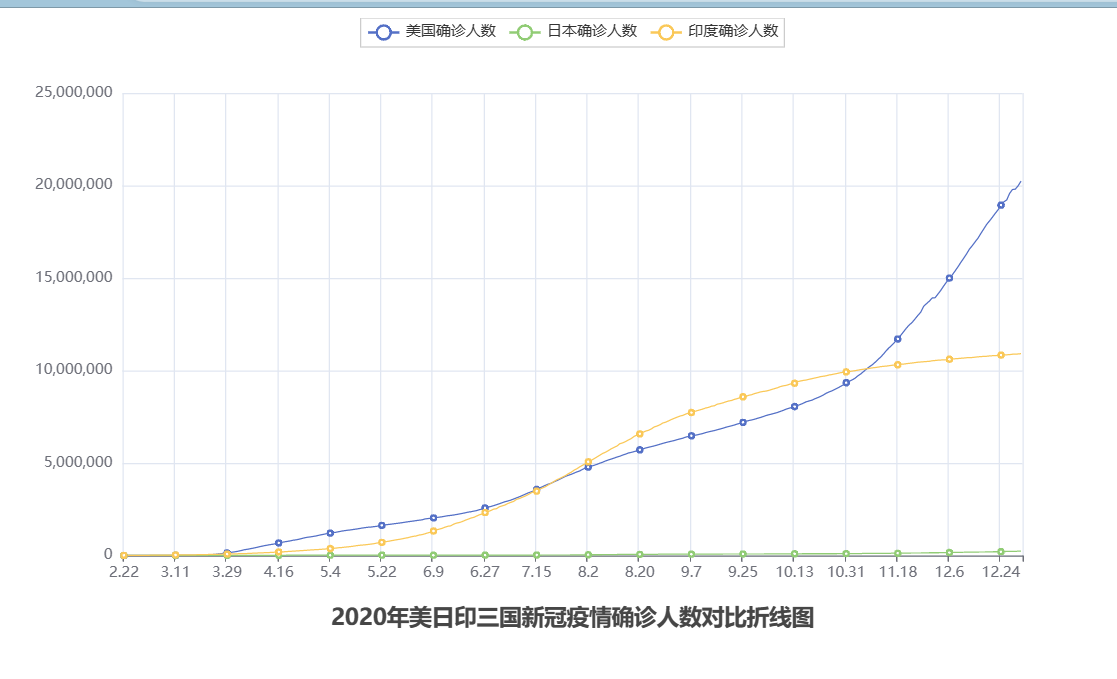 美国确诊人数 日本确诊人数 印度确诊人数
25,000,000
20,000,000
15,000,000
10,000,000
5,000,000
0
2.22 3.11 3.29 4.16 5.4 5.22 6.9 6.27 7.15 8.2 8.20 9.7 9.25 10.13 10.31 11.18 12.6 12.24
2020年美日印三国新冠疫情确诊人数对比折线图